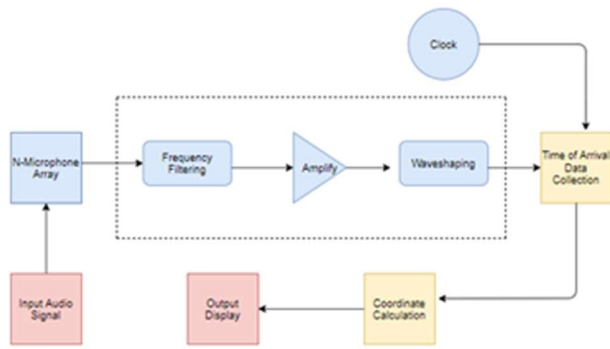 Clock
N-Microphone
Array
Frequency
Filtering
Amplify
Waveshaping
Time of Arrival
Data
Collection
Input Audio
Signal
Output
Display
Coordinate
Calculation